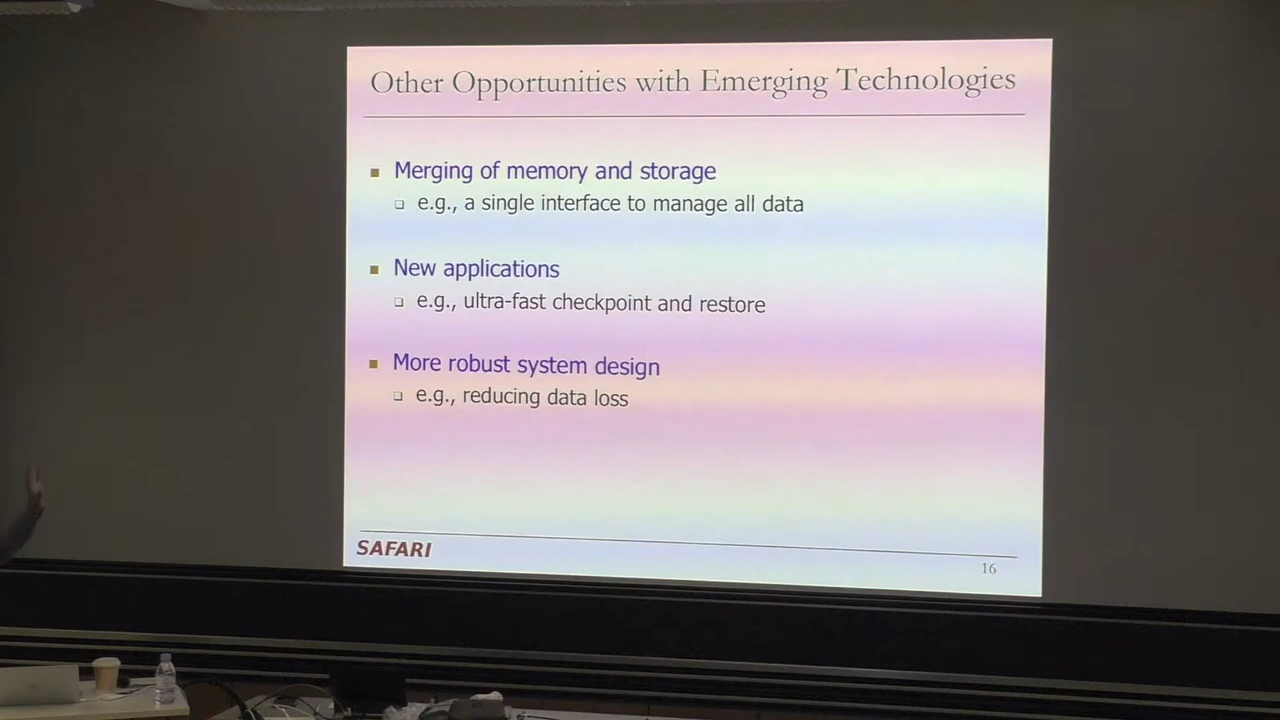 Other Opportunities with Emerging Technologies
Merging of memory and storage
e.g., a single interface to manage all data
New applications
e.g., ultra-fast checkpoint and restore
More robust system design
e.g., reducing data loss
SAFARI
16